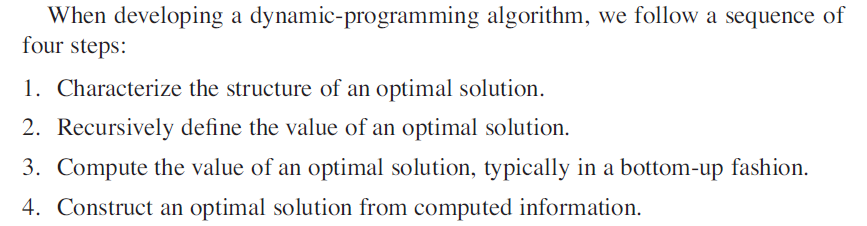 When developing a dynamic-programming algorithm, we follow a sequence of
four steps:
1. Characterize the structure of an optimal solution.
2. Recursively define the value of an optimal solution.
3. Compute the value of an optimal solution, typically in a bottom-up fashion.
4. Construct an optimal solution from computed information.